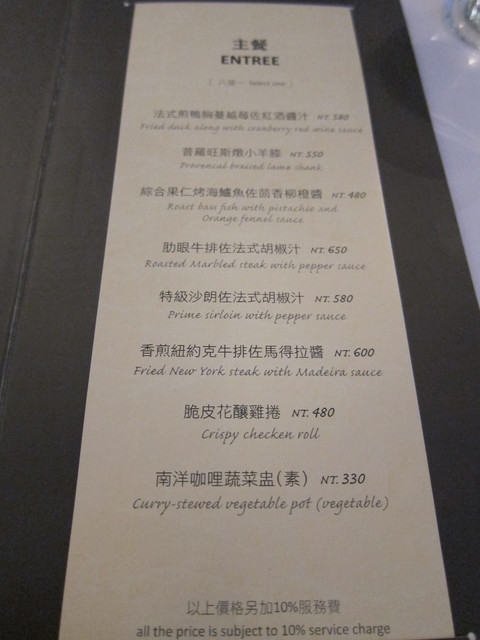 主餐
ENTREE
( 八選一 Select one )
法式煎鴨胸蔓越莓佐紅酒醬汁 NT. 580
Fried duck along with cranberry red wine sauce
普羅旺斯燉小羊膝 NT. 550
Provencal braised lamb shank
綜合果仁烤海鱸魚佐茴香柳橙醬 NT. 480
Roast bass fish with pistachio and
Orange fennel sauce
肋眼牛排佐法式胡椒汁 NT. 650
Roasted Marbled steak with pepper sauce
特級沙朗佐法式胡椒汁 NT. 580
Prime sirloin with pepper sauce
香煎紐約克牛排佐馬得拉醬 NT. 600
Fried New York steak with Madeira sauce
脆皮花釀雞捲 NT. 480
Crispy checken roll
南洋咖哩蔬菜盅(素) NT. 330
Curry-stewed vegetable pot (vegetable)
以上價格另加10%服務費
all the price is subject to 10% service charge